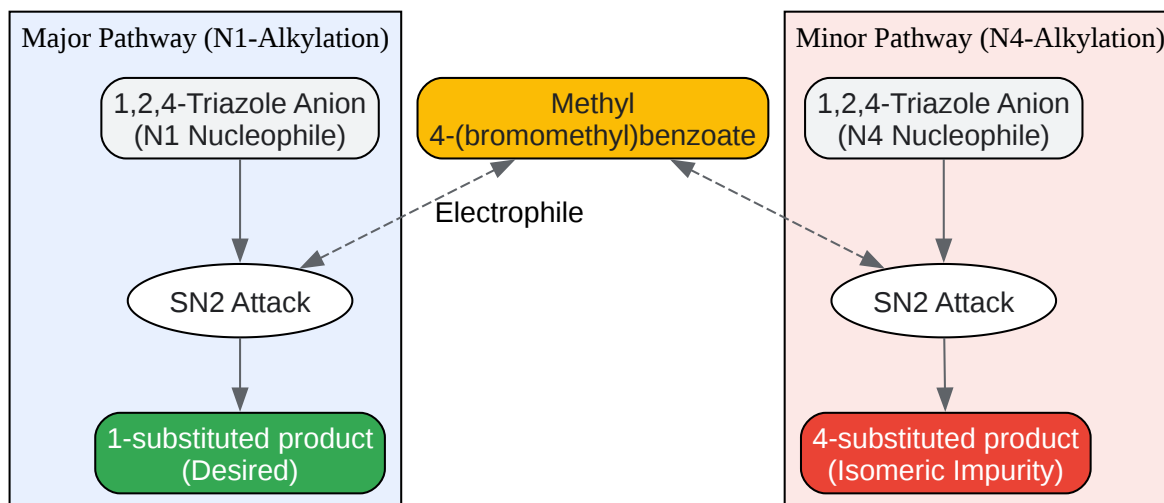 Major Pathway (N1-Alkylation)
1,2,4-Triazole Anion
(N1 Nucleophile)
SN2 Attack
1-substituted product
(Desired)
Methyl
4-(bromomethyl)benzoate
Electrophile
Minor Pathway (N4-Alkylation)
1,2,4-Triazole Anion
(N4 Nucleophile)
SN2 Attack
4-substituted product
(Isomeric Impurity)